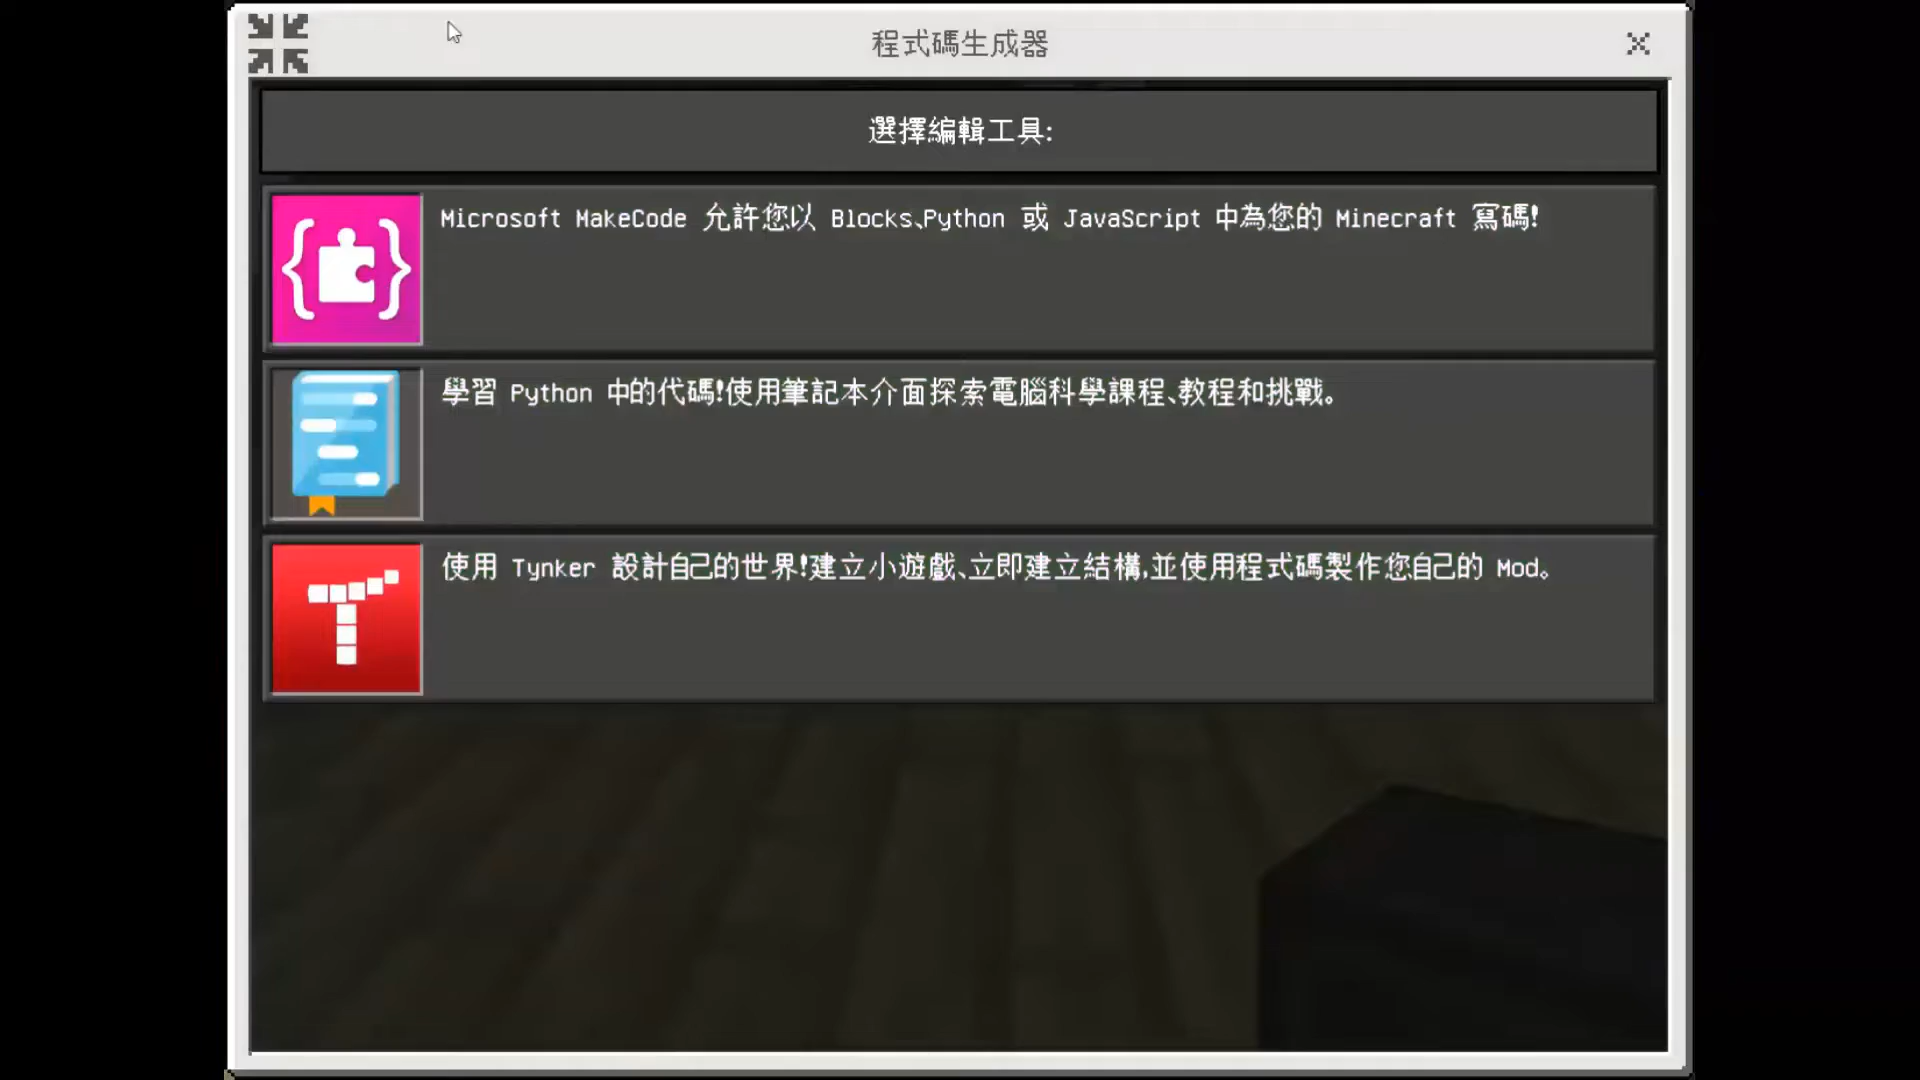 程式碼生成器
選擇編輯工具:
Microsoft MakeCode 允許您以 Blocks、Python 或 JavaScript 中為您的 Minecraft 寫碼!
學習 Python 中的代碼!使用筆記本介面探索電腦科學課程、教程和挑戰。
使用 Tynker 設計自己的世界!建立小遊戲、立即建立結構,並使用程式碼製作您自己的 Mod。